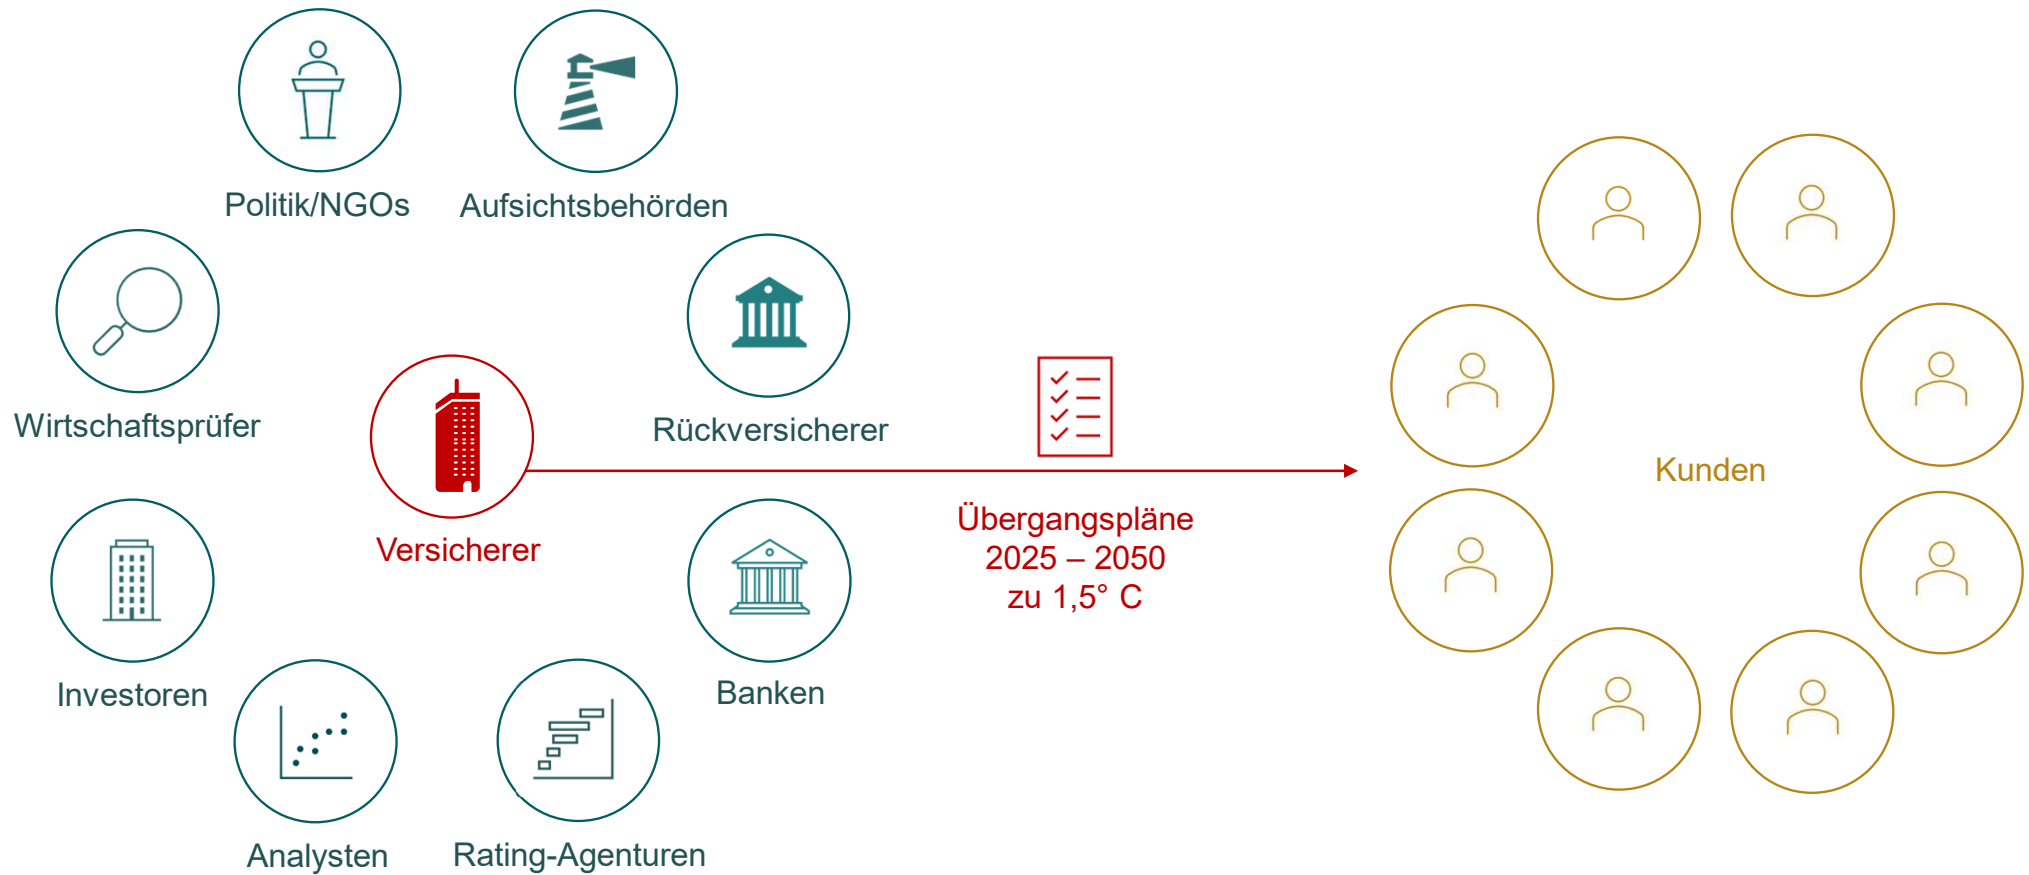 Politik/NGOs
Aufsichtsbehörden
Wirtschaftsprüfer
Rückversicherer
Versicherer
Investoren
Banken
Analysten
Rating-Agenturen
Übergangspläne
2025 – 2050
zu 1,5° C
Kunden